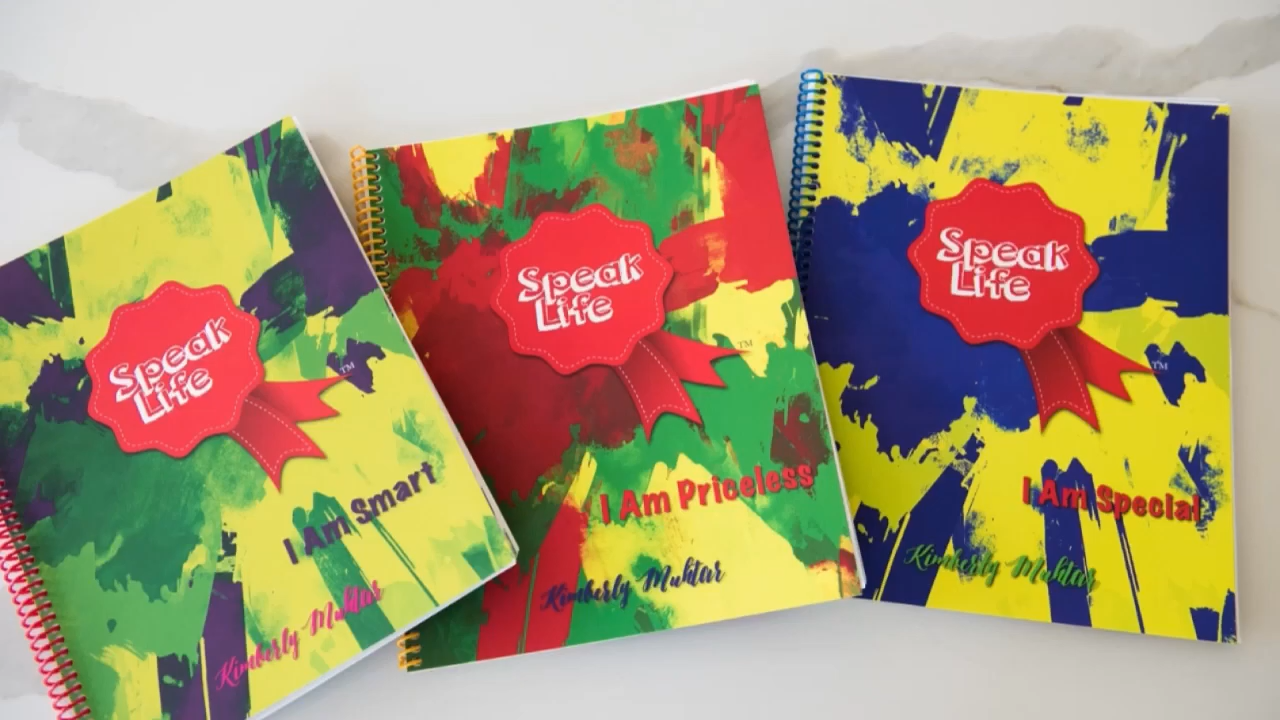 Speak
Life
TM
I Am Smart
Kimberly Muhtar
Speak
Life
TM
I Am Priceless
Kimberly Muhtar
Speak
Life
TM
I Am Special
Kimberly Muhtar